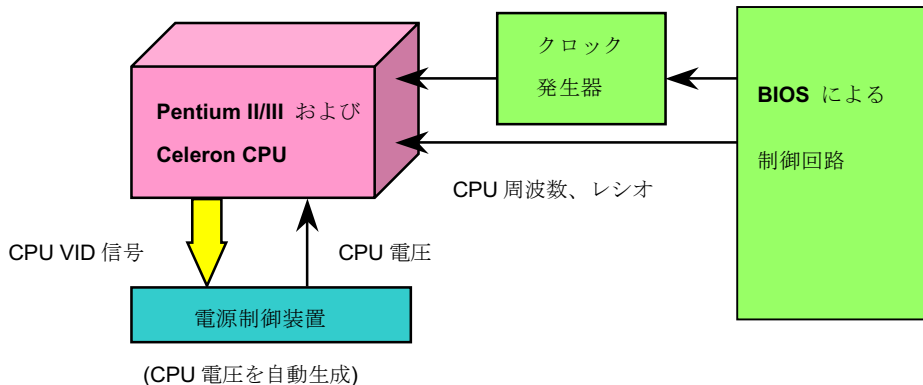 クロック
発生器
BIOS による
制御回路
Pentium II/III および
Celeron CPU
CPU 周波数、レシオ
CPU VID 信号
CPU 電圧
電源制御装置
(CPU 電圧を自動生成)